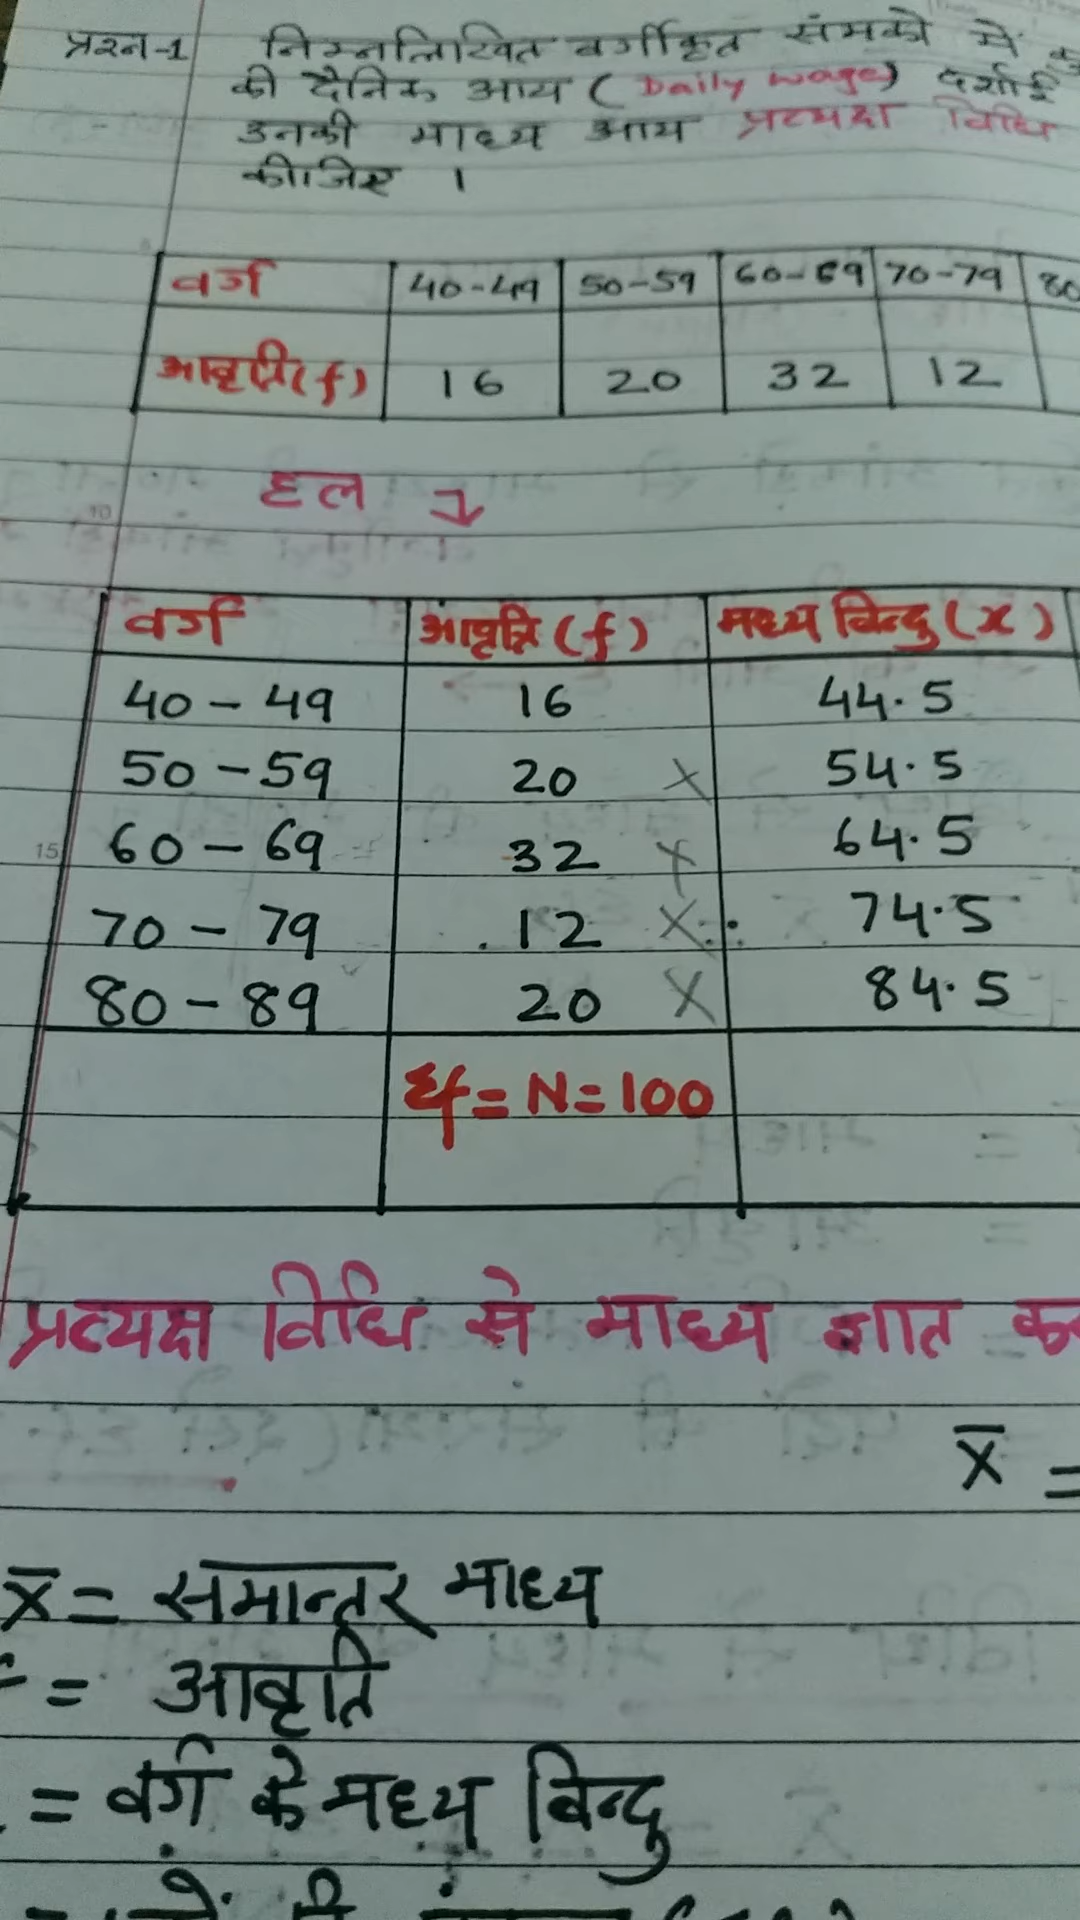 प्रश्न-1 निम्नलिखित वर्गीकृत संमको में
की दैनिक आय ( Daily wage) दर्शाई
उनकी माध्य आय प्रत्यक्ष विधि
कीजिए ।
वर्ग 40-49 50-59 60-69 70-79 80
आवृत्ति(f) 16 20 32 12
हल ↴
वर्ग आवृत्ति (f) मध्य बिन्दु (x)
40 - 49 16 44.5
50 - 59 20 × 54.5
60 - 69 32 × 64.5
70 - 79 12 × 74.5
80 - 89 20 × 84.5
Σf = N = 100
प्रत्यक्ष विधि से माध्य ज्ञात
x̄ =
x̄ = समान्तर माध्य
= आवृति
= वर्ग के मध्य बिन्दु